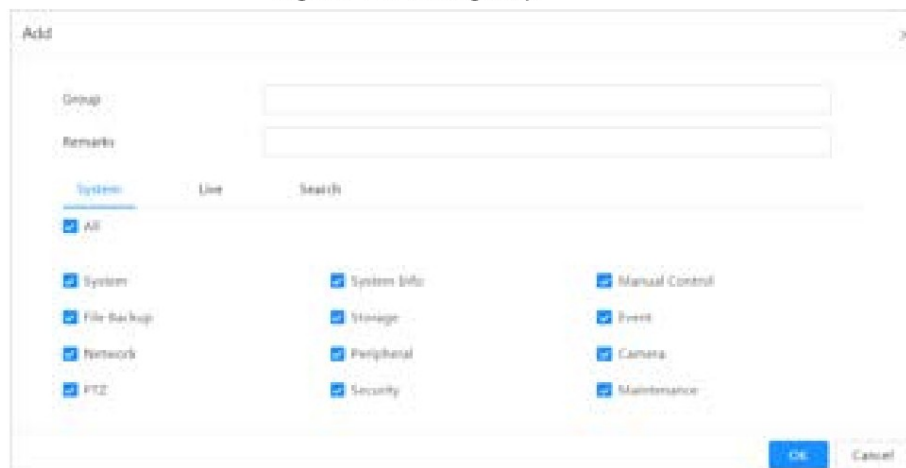 Add
Group
Remarks
System Live Search
All
System System Info Manual Control
File Backup Storage Event
Network Peripheral Camera
PTZ Security Maintenance
OK Cancel